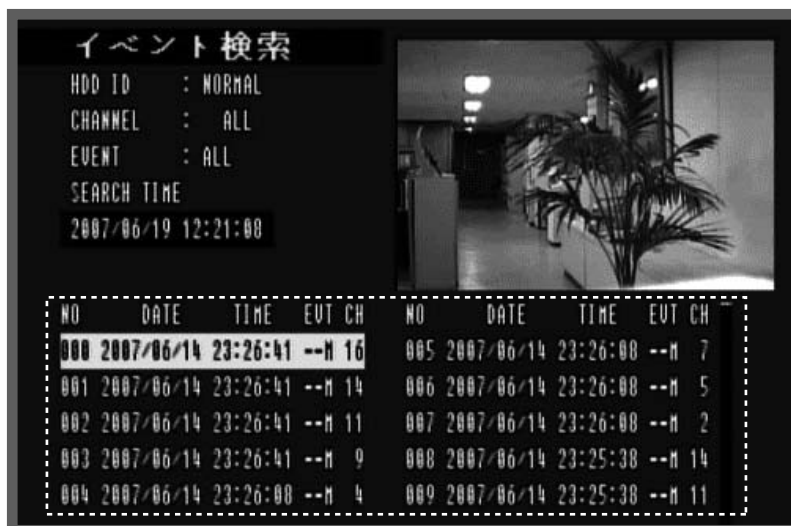 イベント検索
HDD ID : NORMAL
CHANNEL : ALL
EVENT : ALL
SEARCH TIME
2007/06/19 12:21:08
NO DATE TIME EVT CH
000 2007/06/14 23:26:41 --M 16
001 2007/06/14 23:26:41 --M 14
002 2007/06/14 23:26:41 --M 11
003 2007/06/14 23:26:41 --M 9
004 2007/06/14 23:26:08 --M 4
NO DATE TIME EVT CH
005 2007/06/14 23:26:08 --M 7
006 2007/06/14 23:26:08 --M 5
007 2007/06/14 23:26:08 --M 2
008 2007/06/14 23:25:38 --M 14
009 2007/06/14 23:25:38 --M 11